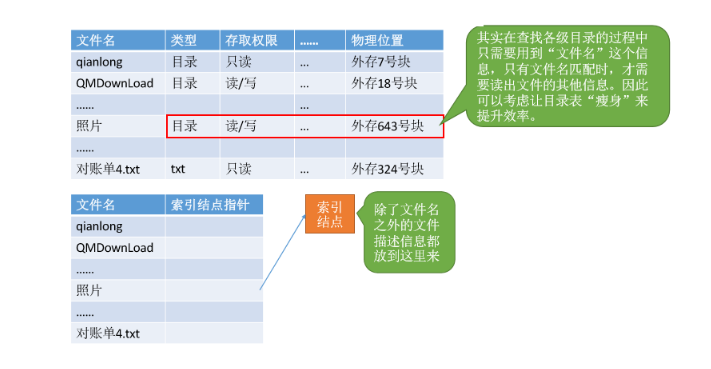 文件名 类型 存取权限 …… 物理位置
qianlong 目录 只读 ... 外存7号块
QMDownLoad 目录 读/写 ... 外存18号块
…… ...
照片 目录 读/写 ... 外存643号块
……
对账单4.txt txt 只读 ... 外存324号块
其实在查找各级目录的过程中
只需要用到“文件名”这个信
息，只有文件名匹配时，才需
要读出文件的其他信息。因此
可以考虑让目录表“瘦身”来
提升效率。
文件名 索引结点指针
qianlong
QMDownLoad
……
照片
……
对账单4.txt
索引
结点
除了文件名
之外的文件
描述信息都
放到这里来